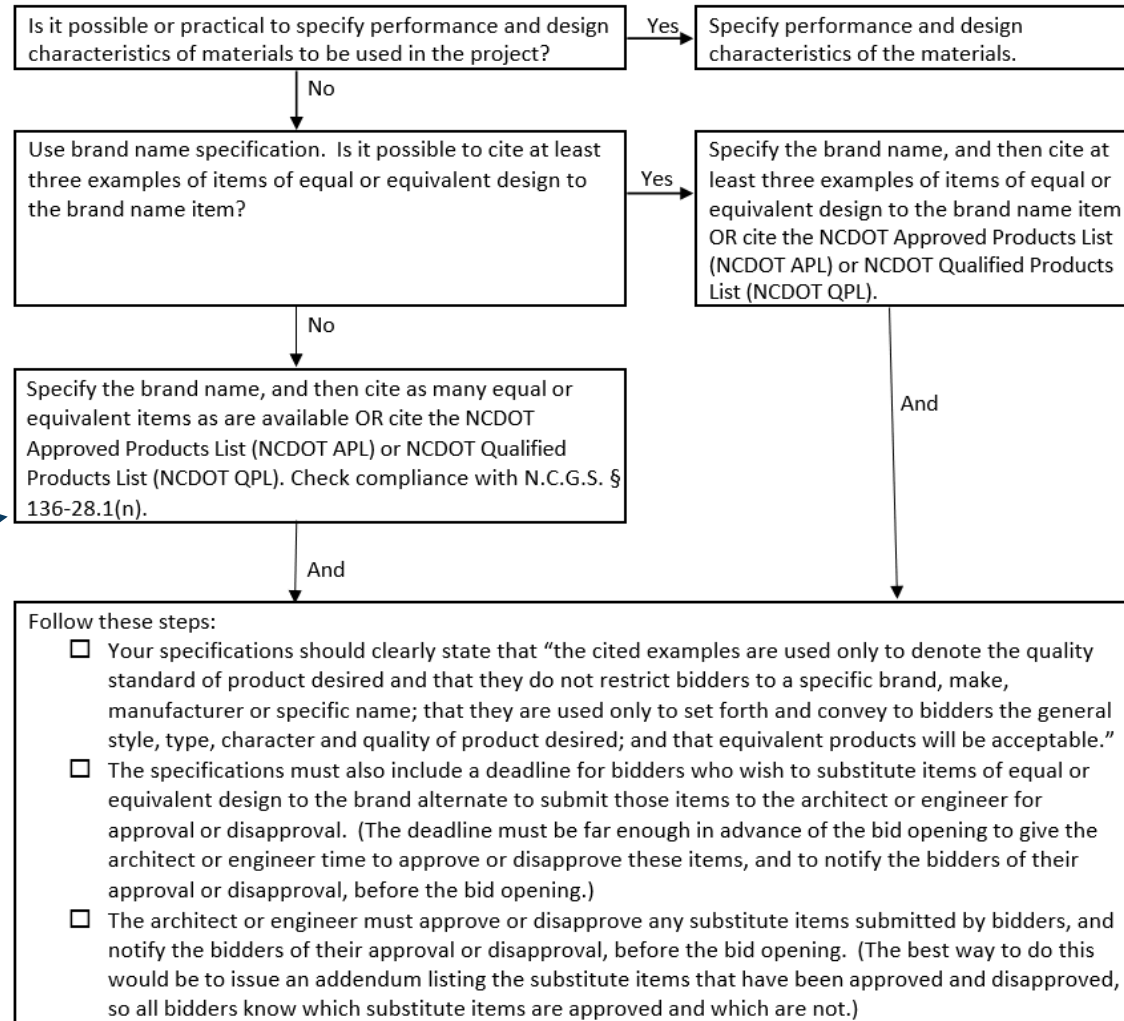 Is it possible or practical to specify performance and design
characteristics of materials to be used in the project?
Yes
Specify performance and design
characteristics of the materials.
No
Use brand name specification.  Is it possible to cite at least
three examples of items of equal or equivalent design to
the brand name item?
Yes
Specify the brand name, and then cite at
least three examples of items of equal or
equivalent design to the brand name item
OR cite the NCDOT Approved Products List
(NCDOT APL) or NCDOT Qualified Products
List (NCDOT QPL).
No
Specify the brand name, and then cite as many equal or
equivalent items as are available OR cite the NCDOT
Approved Products List (NCDOT APL) or NCDOT Qualified
Products List (NCDOT QPL). Check compliance with N.C.G.S. §
136-28.1(n).
And
And
Follow these steps:
☐ Your specifications should clearly state that “the cited examples are used only to denote the quality
standard of product desired and that they do not restrict bidders to a specific brand, make,
manufacturer or specific name; that they are used only to set forth and convey to bidders the general
style, type, character and quality of product desired; and that equivalent products will be acceptable.”
☐ The specifications must also include a deadline for bidders who wish to substitute items of equal or
equivalent design to the brand alternate to submit those items to the architect or engineer for
approval or disapproval.  (The deadline must be far enough in advance of the bid opening to give the
architect or engineer time to approve or disapprove these items, and to notify the bidders of their
approval or disapproval, before the bid opening.)
☐ The architect or engineer must approve or disapprove any substitute items submitted by bidders, and
notify the bidders of their approval or disapproval, before the bid opening.  (The best way to do this
would be to issue an addendum listing the substitute items that have been approved and disapproved,
so all bidders know which substitute items are approved and which are not.)